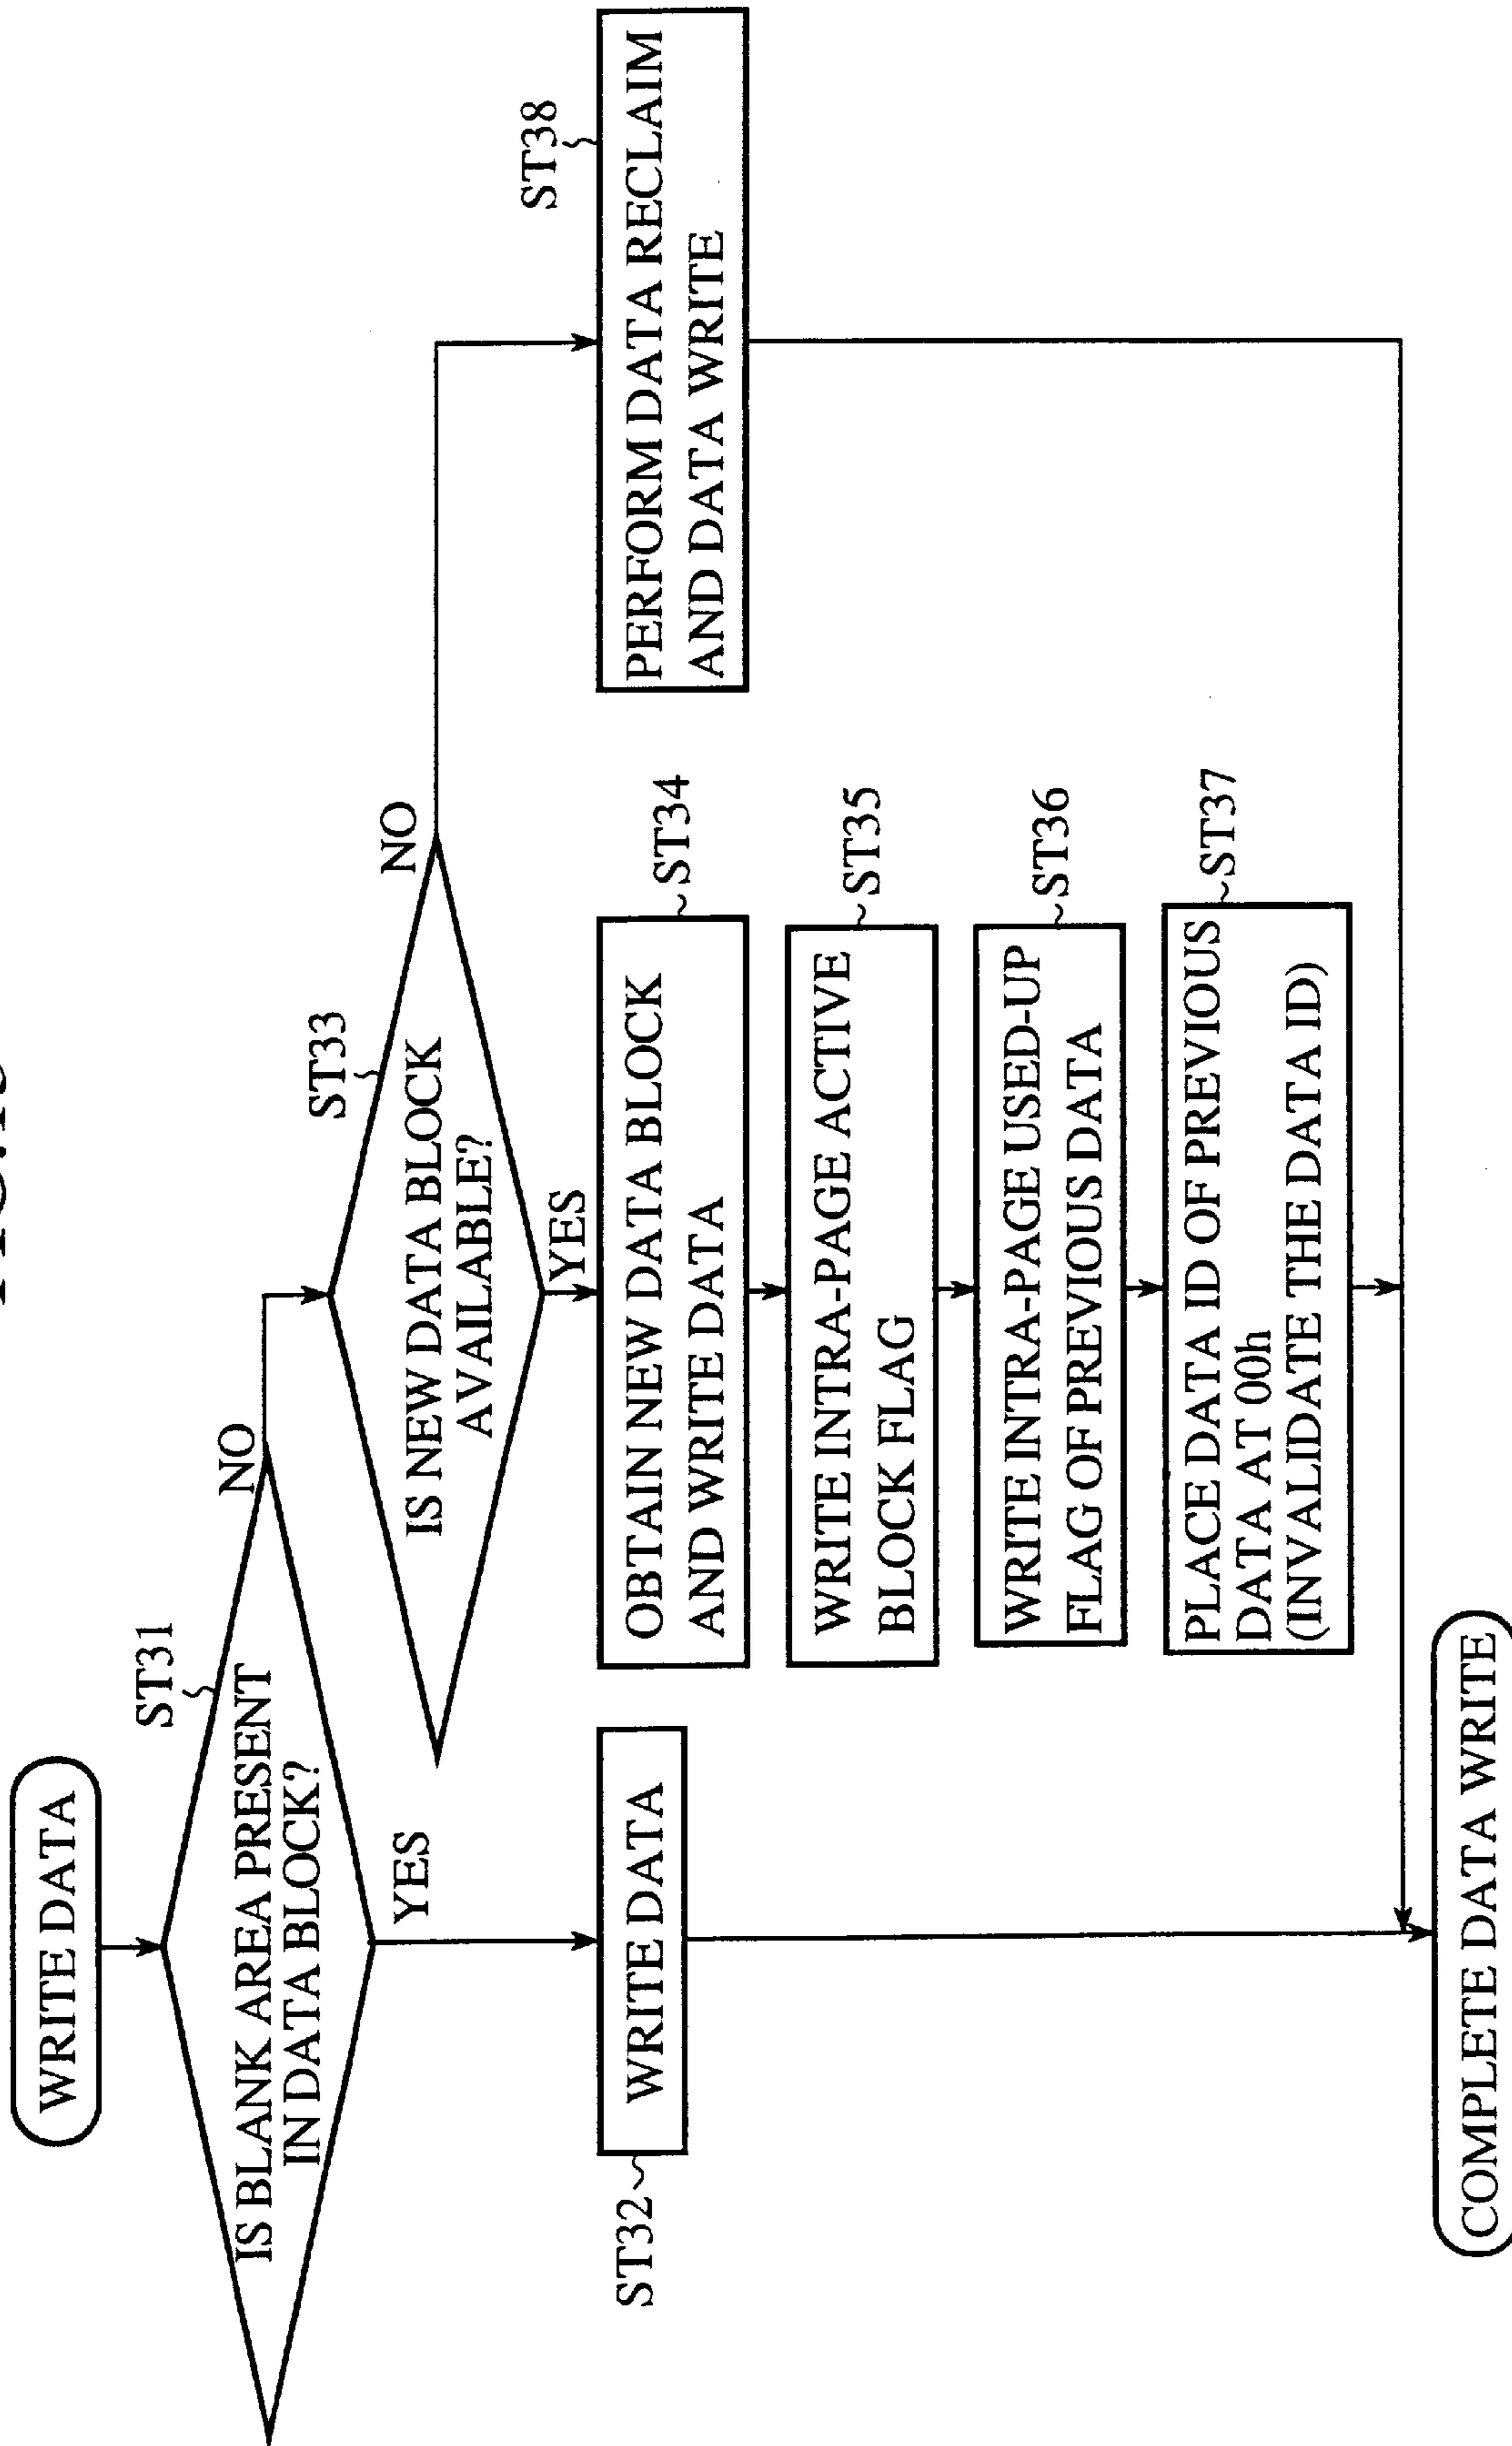 WRITE DATA
ST31
IS BLANK AREA PRESENT
IN DATA BLOCK?
NO
YES
ST33
IS NEW DATA BLOCK
AVAILABLE?
NO
YES
ST32
WRITE DATA
ST34
OBTAIN NEW DATA BLOCK
AND WRITE DATA
ST38
PERFORM DATA RECLAIM
AND DATA WRITE
ST35
WRITE INTRA-PAGE ACTIVE
BLOCK FLAG
ST36
WRITE INTRA-PAGE USED-UP
FLAG OF PREVIOUS DATA
ST37
PLACE DATA ID OF PREVIOUS
DATA AT 00h
(INVALIDATE THE DATA ID)
COMPLETE DATA WRITE